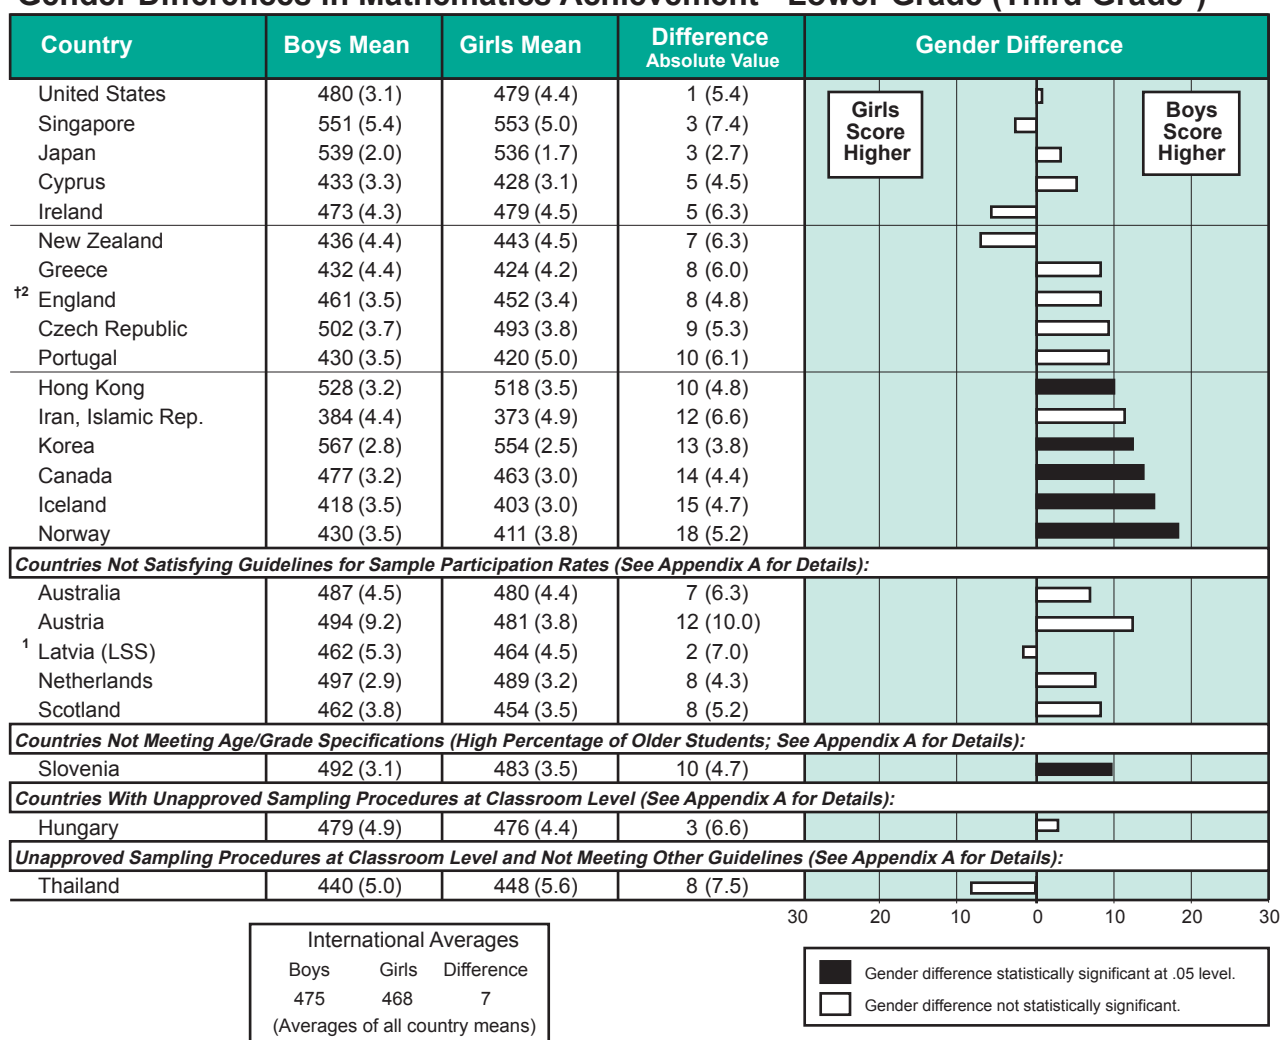 Gender Differences in Mathematics Achievement - Lower Grade (Third Grade*)
Country Boys Mean Girls Mean Difference Absolute Value Gender Difference
Girls Score Higher
Boys Score Higher
United States 480 (3.1) 479 (4.4) 1 (5.4)
Singapore 551 (5.4) 553 (5.0) 3 (7.4)
Japan 539 (2.0) 536 (1.7) 3 (2.7)
Cyprus 433 (3.3) 428 (3.1) 5 (4.5)
Ireland 473 (4.3) 479 (4.5) 5 (6.3)
New Zealand 436 (4.4) 443 (4.5) 7 (6.3)
Greece 432 (4.4) 424 (4.2) 8 (6.0)
†2 England 461 (3.5) 452 (3.4) 8 (4.8)
Czech Republic 502 (3.7) 493 (3.8) 9 (5.3)
Portugal 430 (3.5) 420 (5.0) 10 (6.1)
Hong Kong 528 (3.2) 518 (3.5) 10 (4.8)
Iran, Islamic Rep. 384 (4.4) 373 (4.9) 12 (6.6)
Korea 567 (2.8) 554 (2.5) 13 (3.8)
Canada 477 (3.2) 463 (3.0) 14 (4.4)
Iceland 418 (3.5) 403 (3.0) 15 (4.7)
Norway 430 (3.5) 411 (3.8) 18 (5.2)
Countries Not Satisfying Guidelines for Sample Participation Rates (See Appendix A for Details):
Australia 487 (4.5) 480 (4.4) 7 (6.3)
Austria 494 (9.2) 481 (3.8) 12 (10.0)
1 Latvia (LSS) 462 (5.3) 464 (4.5) 2 (7.0)
Netherlands 497 (2.9) 489 (3.2) 8 (4.3)
Scotland 462 (3.8) 454 (3.5) 8 (5.2)
Countries Not Meeting Age/Grade Specifications (High Percentage of Older Students; See Appendix A for Details):
Slovenia 492 (3.1) 483 (3.5) 10 (4.7)
Countries With Unapproved Sampling Procedures at Classroom Level (See Appendix A for Details):
Hungary 479 (4.9) 476 (4.4) 3 (6.6)
Unapproved Sampling Procedures at Classroom Level and Not Meeting Other Guidelines (See Appendix A for Details):
Thailand 440 (5.0) 448 (5.6) 8 (7.5)
30 20 10 0 10 20 30
International Averages
Boys Girls Difference
475 468 7
(Averages of all country means)
Gender difference statistically significant at .05 level.
Gender difference not statistically significant.